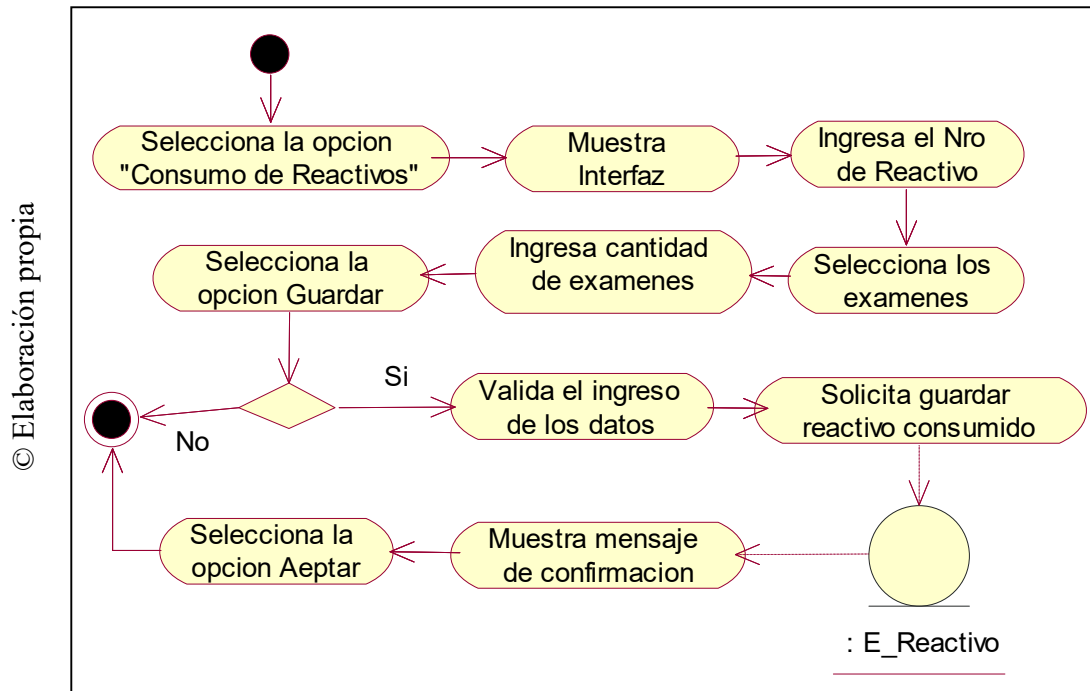 © Elaboración propia
Selecciona la opcion
"Consumo de Reactivos"
Muestra
Interfaz
Ingresa el Nro
de Reactivo
Selecciona la
opcion Guardar
Ingresa cantidad
de examenes
Selecciona los
examenes
Si
No
Valida el ingreso
de los datos
Solicita guardar
reactivo consumido
Selecciona la
opcion Aeptar
Muestra mensaje
de confirmacion
: E_Reactivo